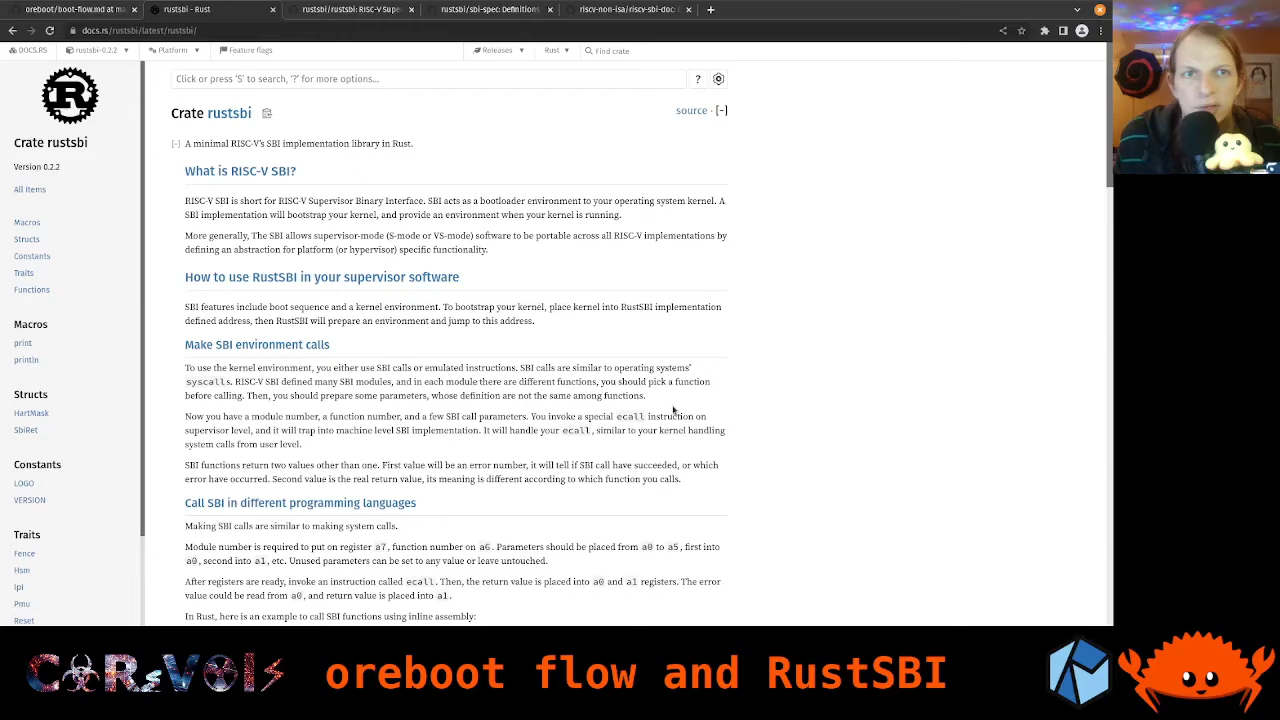 oreboot/boot-flow.md at ma
rustsbi - Rust
rustsbi/rustsbi: RISC-V Super
rustsbi/sbi-spec: Definitions
riscv-non-isa/riscv-sbi-doc:
docs.rs/rustsbi/latest/rustsbi/
DOCS.RS
rustsbi-0.2.2
Platform
Feature flags
Releases
Rust
Find crate
Click or press ‘S’ to search, ‘?’ for more options…
?
Crate rustsbi
source · [−]
Crate rustsbi
Version 0.2.2
All Items
Macros
Structs
Constants
Traits
Functions
Macros
print
println
Structs
HartMask
SbiRet
Constants
LOGO
VERSION
Traits
Fence
Hsm
Ipi
Pmu
Reset
[−] A minimal RISC-V’s SBI implementation library in Rust.
What is RISC-V SBI?
RISC-V SBI is short for RISC-V Supervisor Binary Interface. SBI acts as a bootloader environment to your operating system kernel. A
SBI implementation will bootstrap your kernel, and provide an environment when your kernel is running.
More generally, The SBI allows supervisor-mode (S-mode or VS-mode) software to be portable across all RISC-V implementations by
defining an abstraction for platform (or hypervisor) specific functionality.
How to use RustSBI in your supervisor software
SBI features include boot sequence and a kernel environment. To bootstrap your kernel, place kernel into RustSBI implementation
defined address, then RustSBI will prepare an environment and jump to this address.
Make SBI environment calls
To use the kernel environment, you either use SBI calls or emulated instructions. SBI calls are similar to operating systems’
syscalls. RISC-V SBI defined many SBI modules, and in each module there are different functions, you should pick a function
before calling. Then, you should prepare some parameters, whose definition are not the same among functions.
Now you have a module number, a function number, and a few SBI call parameters. You invoke a special ecall instruction on
supervisor level, and it will trap into machine level SBI implementation. It will handle your ecall, similar to your kernel handling
system calls from user level.
SBI functions return two values other than one. First value will be an error number, it will tell if SBI call have succeeded, or which
error have occurred. Second value is the real return value, its meaning is different according to which function you calls.
Call SBI in different programming languages
Making SBI calls are similar to making system calls.
Module number is required to put on register a7, function number on a6. Parameters should be placed from a0 to a5, first into
a0, second into a1, etc. Unused parameters can be set to any value or leave untouched.
After registers are ready, invoke an instruction called ecall. Then, the return value is placed into a0 and a1 registers. The error
value could be read from a0, and return value is placed into a1.
In Rust, here is an example to call SBI functions using inline assembly:
oreboot flow and RustSBI